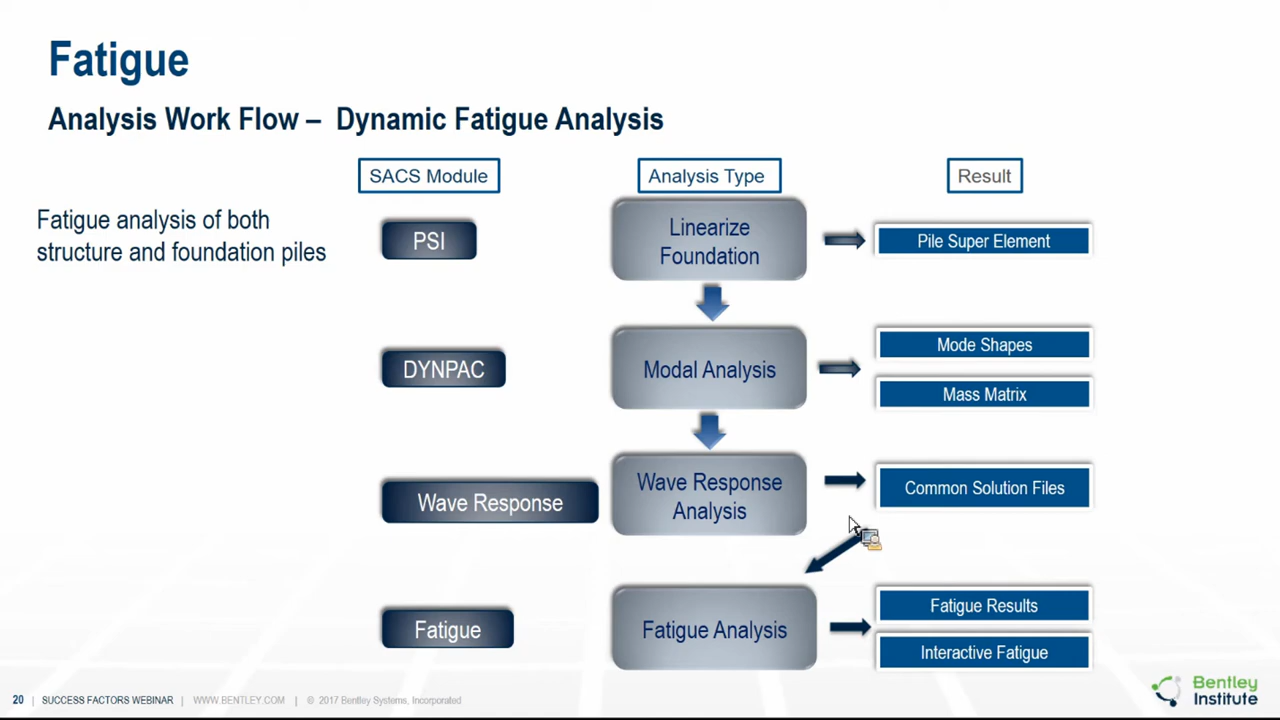 Fatigue
Analysis Work Flow – Dynamic Fatigue Analysis
SACS Module
Analysis Type
Result
Fatigue analysis of both
structure and foundation piles
PSI
Linearize
Foundation
Pile Super Element
DYNPAC
Modal Analysis
Mode Shapes
Mass Matrix
Wave Response
Wave Response
Analysis
Common Solution Files
Fatigue
Fatigue Analysis
Fatigue Results
Interactive Fatigue
20 | SUCCESS FACTORS WEBINAR | WWW.BENTLEY.COM | © 2017 Bentley Systems, Incorporated
Bentley
Institute